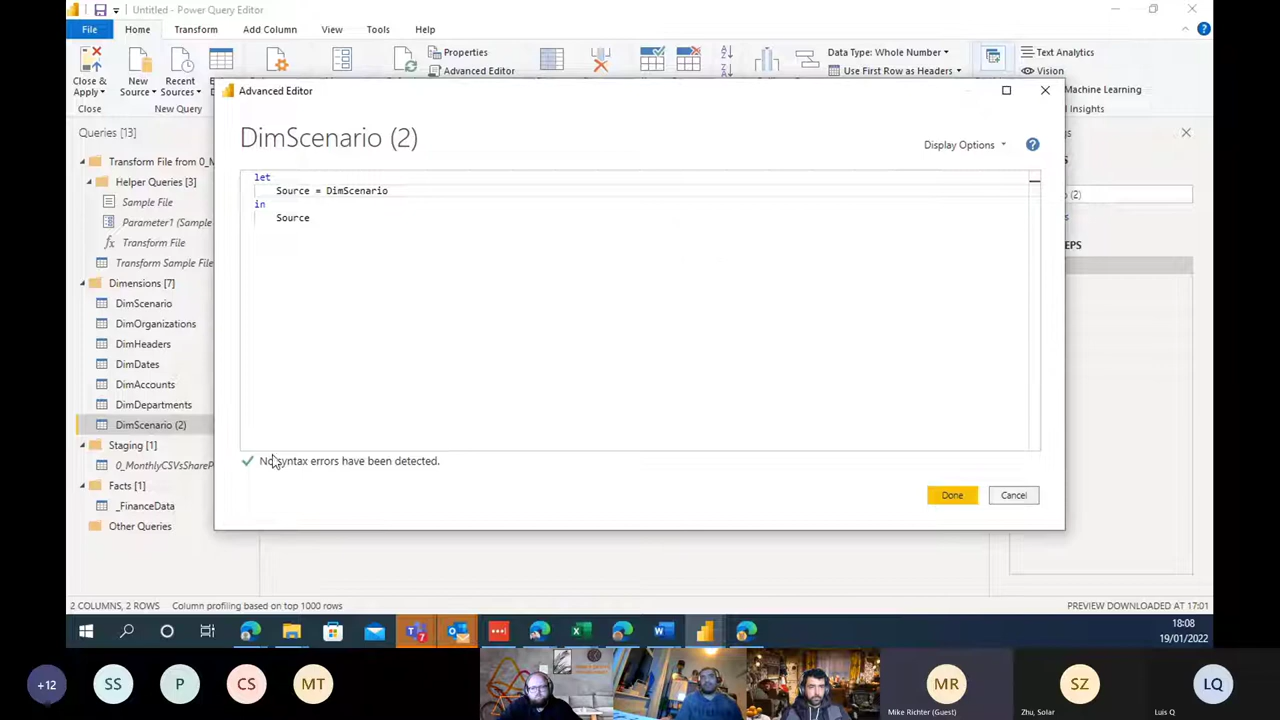 Untitled - Power Query Editor
File
Home
Transform
Add Column
View
Tools
Help
Close &
Apply
New
Source
Recent
Sources
Properties
Advanced Editor
Data Type: Whole Number
Use First Row as Headers
Text Analytics
Vision
Machine Learning
Close
New Query
Insights
Advanced Editor
Queries [13]
DimScenario (2)
Display Options
let
Source = DimScenario
in
Source
Transform File from 0_M
Helper Queries [3]
Sample File
Parameter1 (Sample
Transform File
Transform Sample File
Dimensions [7]
DimScenario
DimOrganizations
DimHeaders
DimDates
DimAccounts
DimDepartments
DimScenario (2)
Staging [1]
0_MonthlyCSVsShareP
Facts [1]
_FinanceData
Other Queries
(2)
EPS
No syntax errors have been detected.
Done
Cancel
2 COLUMNS, 2 ROWS
Column profiling based on top 1000 rows
PREVIEW DOWNLOADED AT 17:01
18:08
19/01/2022
+12
SS
P
CS
MT
MR
Mike Richter (Guest)
SZ
Zhu, Solar
LQ
Luis Q